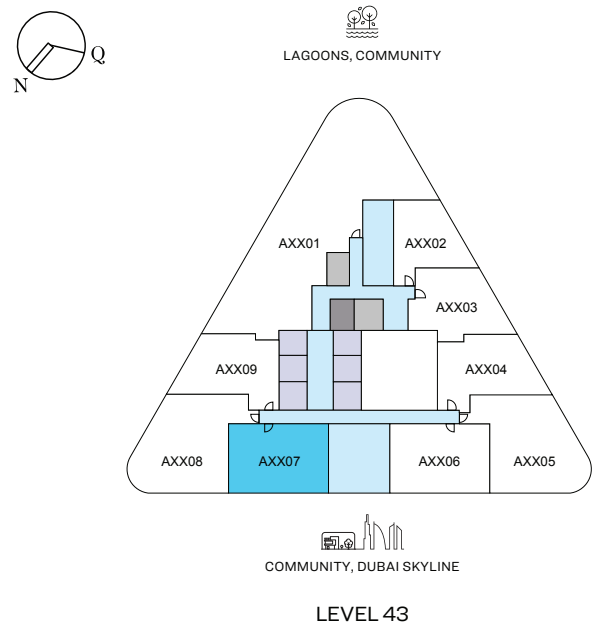 LAGOONS, COMMUNITY
Q
N
AXX01
AXX02
AXX03
AXX09
AXX04
AXX08
AXX07
AXX06
AXX05
COMMUNITY, DUBAI SKYLINE
LEVEL 43